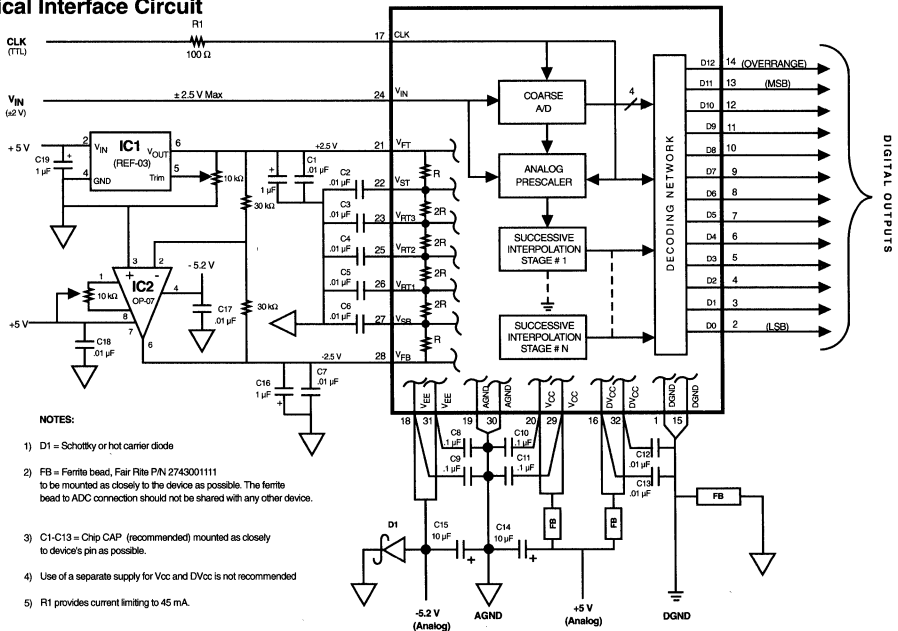 ical Interface Circuit
R1
CLK
(TTL)
100 Ω
17
CLK
VIN
(±2 V)
± 2.5 V Max
24
VIN
COARSE
A/D
4
ANALOG
PRESCALER
SUCCESSIVE
INTERPOLATION
STAGE # 1
SUCCESSIVE
INTERPOLATION
STAGE # N
DECODING NETWORK
D12 14 (OVERRANGE)
D11 13 (MSB)
D10 12
D9 11
D8 10
D7 9
D6 8
D5 7
D4 6
D3 5
D2 4
D1 3
D0 2 (LSB)
DIGITAL OUTPUTS
+ 5 V
C19
1 µF
+
2
VIN
IC1
(REF-03)
VOUT
6
Trim
5
4
GND
10 kΩ
30 kΩ
+2.5 V
21
VFT
+
1 µF
C1
.01 µF
C2
.01 µF
22
VST
R
C3
.01 µF
23
VRT3
2R
C4
.01 µF
25
VRT2
2R
C5
.01 µF
26
VRT1
2R
C6
.01 µF
27
VSB
2R
R
-2.5 V
28
VFB
3
2
+
-
IC2
OP-07
1
10 kΩ
8
7
6
4
- 5.2 V
C17
.01 µF
30 kΩ
+5 V
C18
.01 µF
C16
1 µF
+
C7
.01 µF
VEE
VEE
AGND
AGND
VCC
VCC
DVCC
DVCC
DGND
DGND
18
31
19
30
20
29
16
32
1
15
C8
.1 µF
C10
.1 µF
C9
.1 µF
C11
.1 µF
C12
.01 µF
C13
.01 µF
FB
FB
FB
D1
C15
10 µF
+
C14
10 µF
+
-5.2 V
(Analog)
AGND
+5 V
(Analog)
DGND
NOTES:
1) D1 = Schottky or hot carrier diode
2) FB = Ferrite bead, Fair Rite P/N 2743001111
to be mounted as closely to the device as possible. The ferrite
bead to ADC connection should not be shared with any other device.
3) C1-C13 = Chip CAP (recommended) mounted as closely
to device's pin as possible.
4) Use of a separate supply for Vcc and DVcc is not recommended
5) R1 provides current limiting to 45 mA.